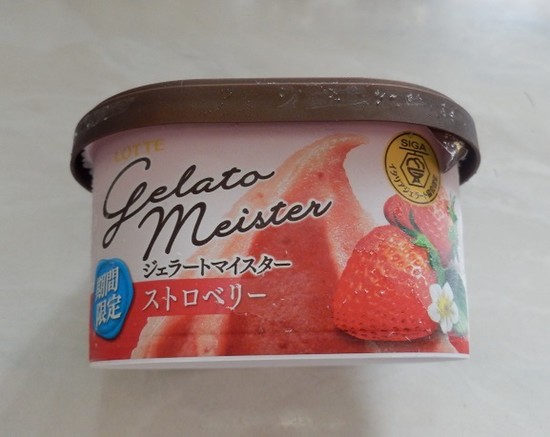 LOTTE
Gelato
Meister
ジェラートマイスター
期間
限定
ストロベリー
SIGA